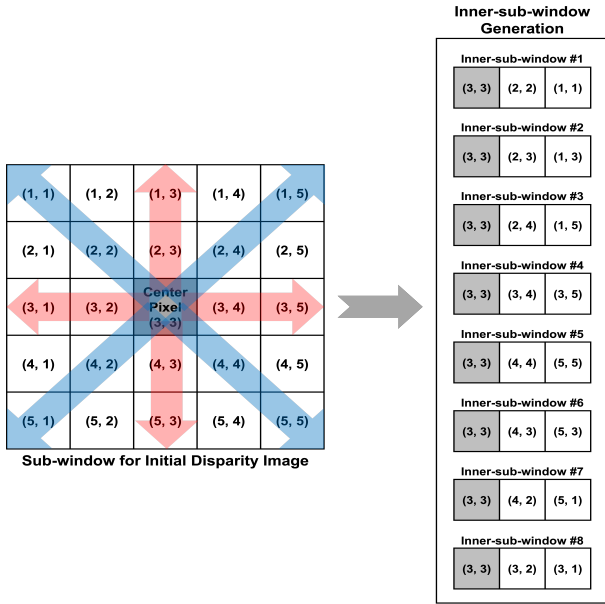 Inner-sub-window
Generation
Inner-sub-window #1
(3, 3) (2, 2) (1, 1)
Inner-sub-window #2
(3, 3) (2, 3) (1, 3)
Inner-sub-window #3
(3, 3) (2, 4) (1, 5)
Inner-sub-window #4
(3, 3) (3, 4) (3, 5)
Inner-sub-window #5
(3, 3) (4, 4) (5, 5)
Inner-sub-window #6
(3, 3) (4, 3) (5, 3)
Inner-sub-window #7
(3, 3) (4, 2) (5, 1)
Inner-sub-window #8
(3, 3) (3, 2) (3, 1)
(1, 1) (1, 2) (1, 3) (1, 4) (1, 5)
(2, 1) (2, 2) (2, 3) (2, 4) (2, 5)
Center
Pixel
(3, 1) (3, 2) (3, 3) (3, 4) (3, 5)
(4, 1) (4, 2) (4, 3) (4, 4) (4, 5)
(5, 1) (5, 2) (5, 3) (5, 4) (5, 5)
Sub-window for Initial Disparity Image